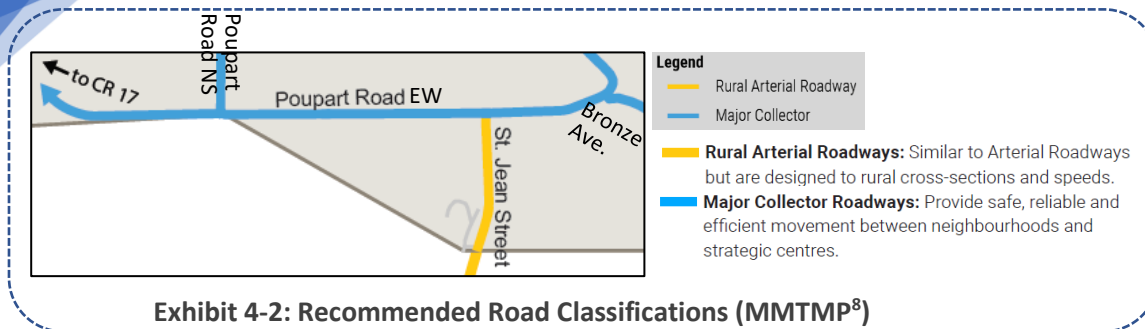 Poupart
Road NS
to CR 17
Poupart Road EW
Bronze
Ave.
St. Jean Street
Legend
Rural Arterial Roadway
Major Collector
Rural Arterial Roadways: Similar to Arterial Roadways
but are designed to rural cross-sections and speeds.
Major Collector Roadways: Provide safe, reliable and
efficient movement between neighbourhoods and
strategic centres.
Exhibit 4-2: Recommended Road Classifications (MMTMP⁸)